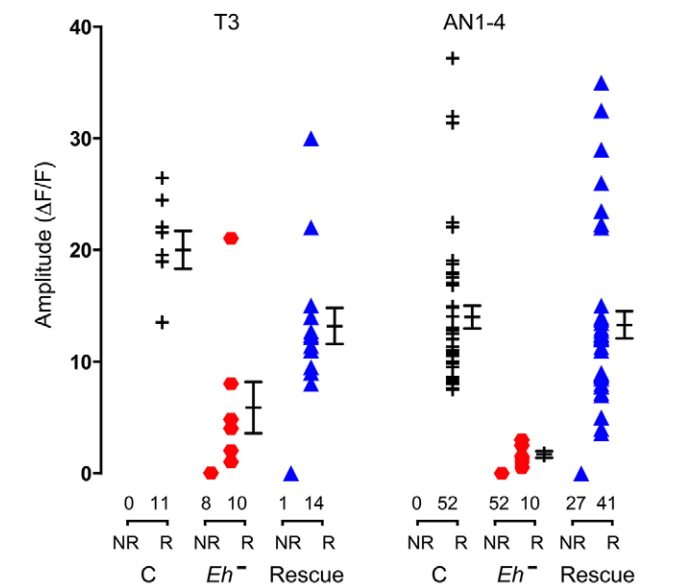 T3 AN1-4
40
30
20
10
0
Amplitude (ΔF/F)
0 11 8 10 1 14 0 52 52 10 27 41
NR R NR R NR R NR R NR R NR R
C Eh⁻ Rescue C Eh⁻ Rescue